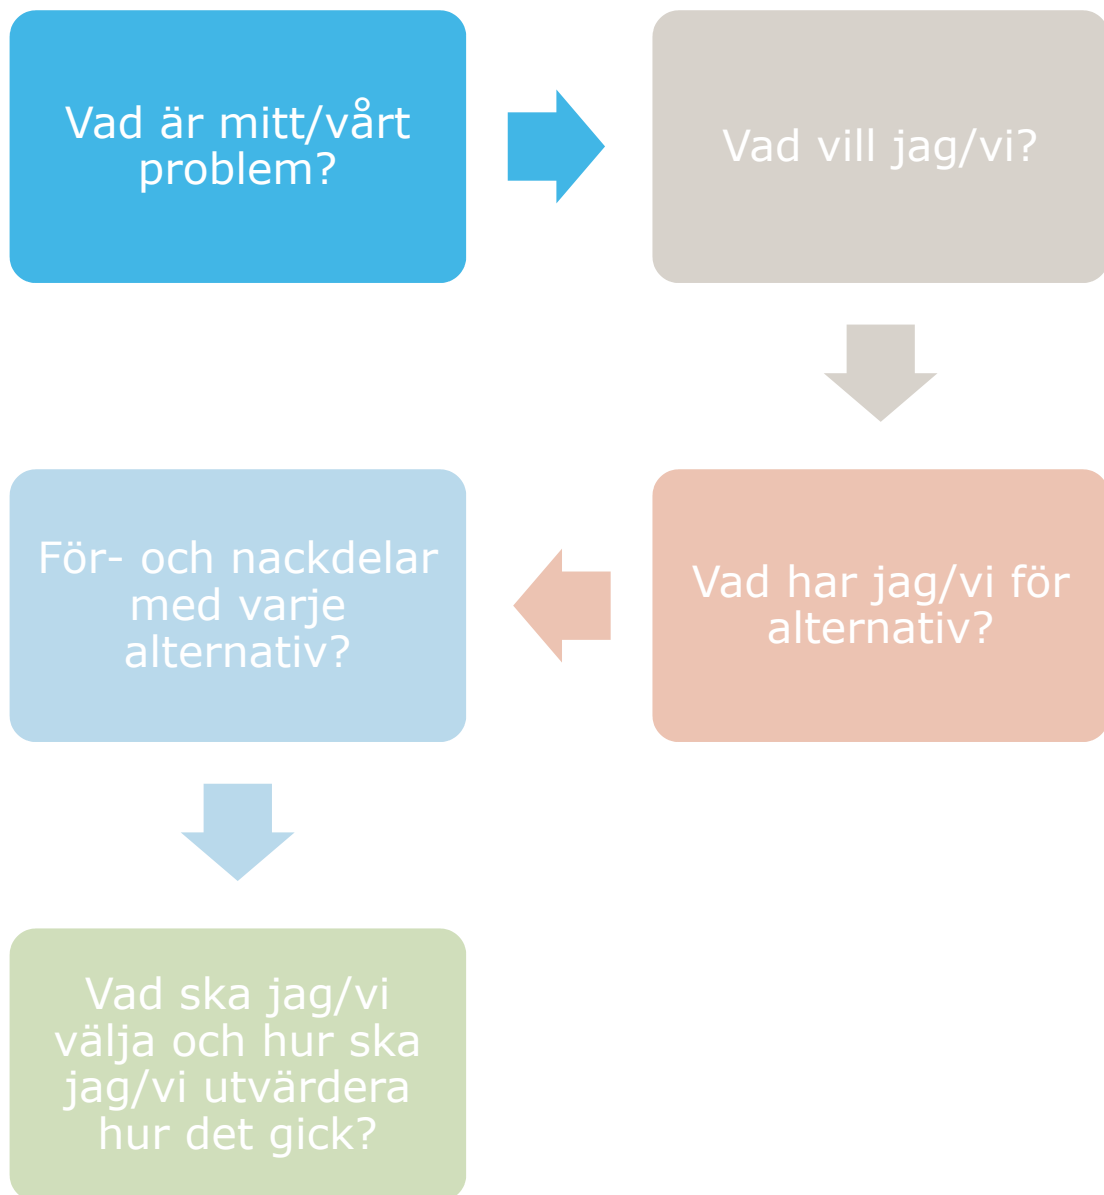 Vad är mitt/vårt
problem?
Vad vill jag/vi?
Vad har jag/vi för
alternativ?
För- och nackdelar
med varje
alternativ?
Vad ska jag/vi
välja och hur ska
jag/vi utvärdera
hur det gick?